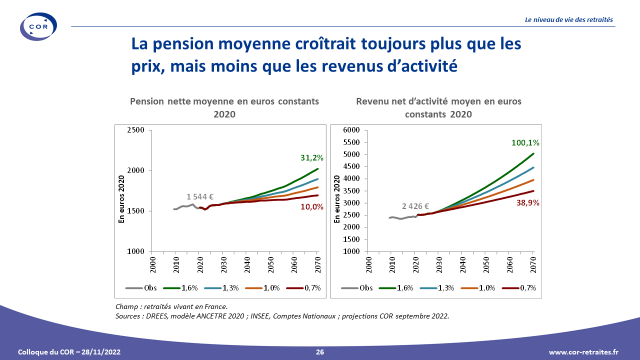 COR
Le niveau de vie des retraités
La pension moyenne croîtrait toujours plus que les
prix, mais moins que les revenus d'activité
Pension nette moyenne en euros constants
2020
En euros 2020
2500
2000
1500
1000
1 544 €
31,2%
10,0%
2000
2010
2020
2030
2040
2050
2060
2070
Obs
1.6%
1.3%
1.0%
0.7%
Revenu net d'activité moyen en euros
constants 2020
En euros 2020
6000
5500
5000
4500
4000
3500
3000
2500
2000
1500
1000
2 426 €
100,1%
38,9%
2000
2010
2020
2030
2040
2050
2060
2070
Obs
1.6%
1.3%
1.0%
0.7%
Champ : retraités vivant en France.
Sources : DREES, modèle ANCETRE 2020 ; INSEE, Comptes Nationaux ; projections COR septembre 2022.
Colloque du COR – 28/11/2022
26
www.cor-retraites.fr